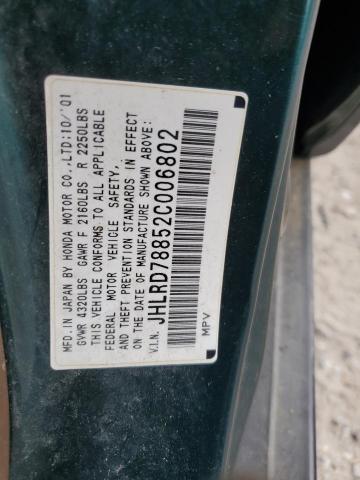 MFD.IN JAPAN BY HONDA MOTOR CO.,LTD:10/'01
GVWR 4320LBS GAWR F 2160LBS R 2250LBS
THIS VEHICLE CONFORMS TO ALL APPLICABLE
FEDERAL MOTOR VEHICLE SAFETY,
AND THEFT PREVENTION STANDARDS IN EFFECT
ON THE DATE OF MANUFACTURE SHOWN ABOVE.
V.I.N. JHLRD78852C006802
MPV